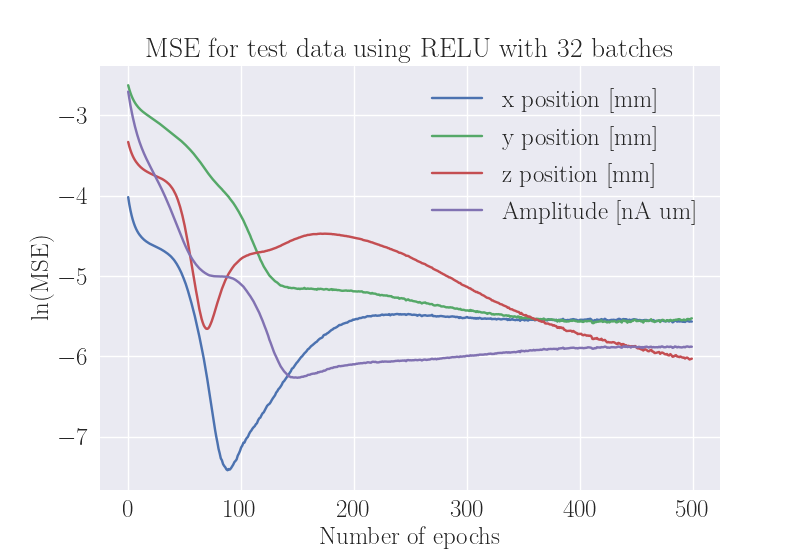 MSE for test data using RELU with 32 batches
x position [mm]
y position [mm]
z position [mm]
Amplitude [nA um]
−3
−4
−5
−6
−7
ln(MSE)
0 100 200 300 400 500
Number of epochs